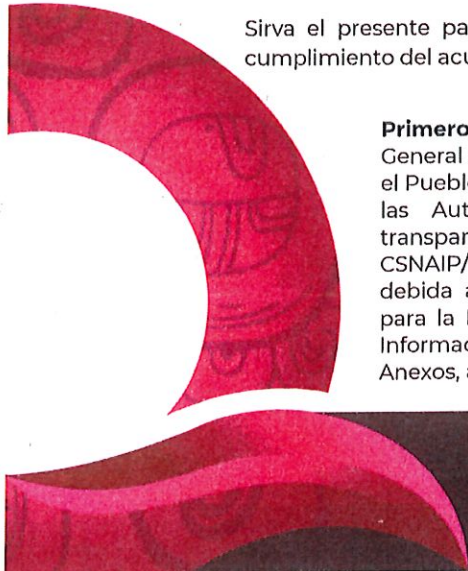 Sirva el presente pa
cumplimiento del acu
Primero
General
el Pueblo
las Aut
transpar
CSNAIP/
debida a
para la
Informac
Anexos, a